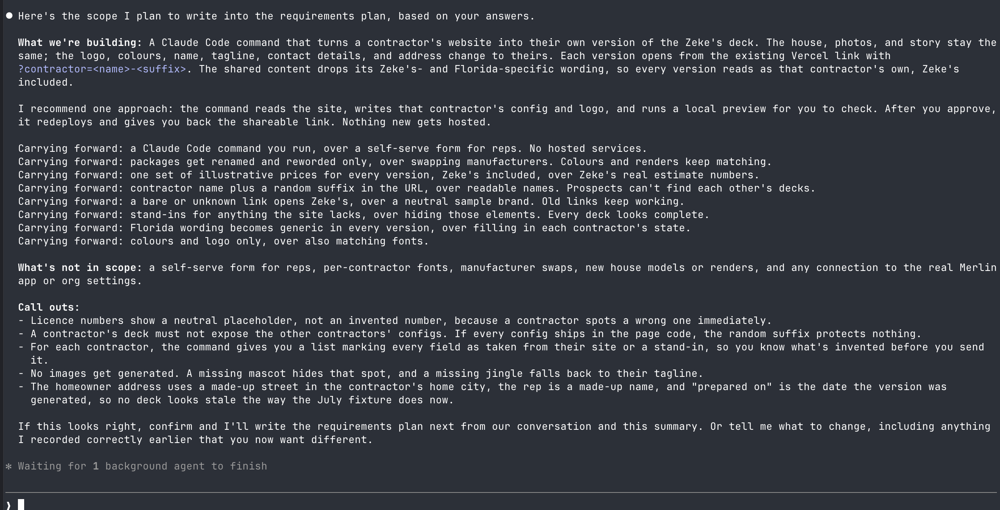 ● Here's the scope I plan to write into the requirements plan, based on your answers.
What we're building: A Claude Code command that turns a contractor's website into their own version of the Zeke's deck. The house, photos, and story stay the
same; the logo, colours, name, tagline, contact details, and address change to theirs. Each version opens from the existing Vercel link with
?contractor=<name>-<suffix>. The shared content drops its Zeke's- and Florida-specific wording, so every version reads as that contractor's own, Zeke's
included.
I recommend one approach: the command reads the site, writes that contractor's config and logo, and runs a local preview for you to check. After you approve,
it redeploys and gives you back the shareable link. Nothing new gets hosted.
Carrying forward: a Claude Code command you run, over a self-serve form for reps. No hosted services.
Carrying forward: packages get renamed and reworded only, over swapping manufacturers. Colours and renders keep matching.
Carrying forward: one set of illustrative prices for every version, Zeke's included, over Zeke's real estimate numbers.
Carrying forward: contractor name plus a random suffix in the URL, over readable names. Prospects can't find each other's decks.
Carrying forward: a bare or unknown link opens Zeke's, over a neutral sample brand. Old links keep working.
Carrying forward: stand-ins for anything the site lacks, over hiding those elements. Every deck looks complete.
Carrying forward: Florida wording becomes generic in every version, over filling in each contractor's state.
Carrying forward: colours and logo only, over also matching fonts.
What's not in scope: a self-serve form for reps, per-contractor fonts, manufacturer swaps, new house models or renders, and any connection to the real Merlin
app or org settings.
Call outs:
- Licence numbers show a neutral placeholder, not an invented number, because a contractor spots a wrong one immediately.
- A contractor's deck must not expose the other contractors' configs. If every config ships in the page code, the random suffix protects nothing.
- For each contractor, the command gives you a list marking every field as taken from their site or a stand-in, so you know what's invented before you send
it.
- No images get generated. A missing mascot hides that spot, and a missing jingle falls back to their tagline.
- The homeowner address uses a made-up street in the contractor's home city, the rep is a made-up name, and "prepared on" is the date the version was
generated, so no deck looks stale the way the July fixture does now.
If this looks right, confirm and I'll write the requirements plan next from our conversation and this summary. Or tell me what to change, including anything
I recorded correctly earlier that you now want different.
✻ Waiting for 1 background agent to finish
❯